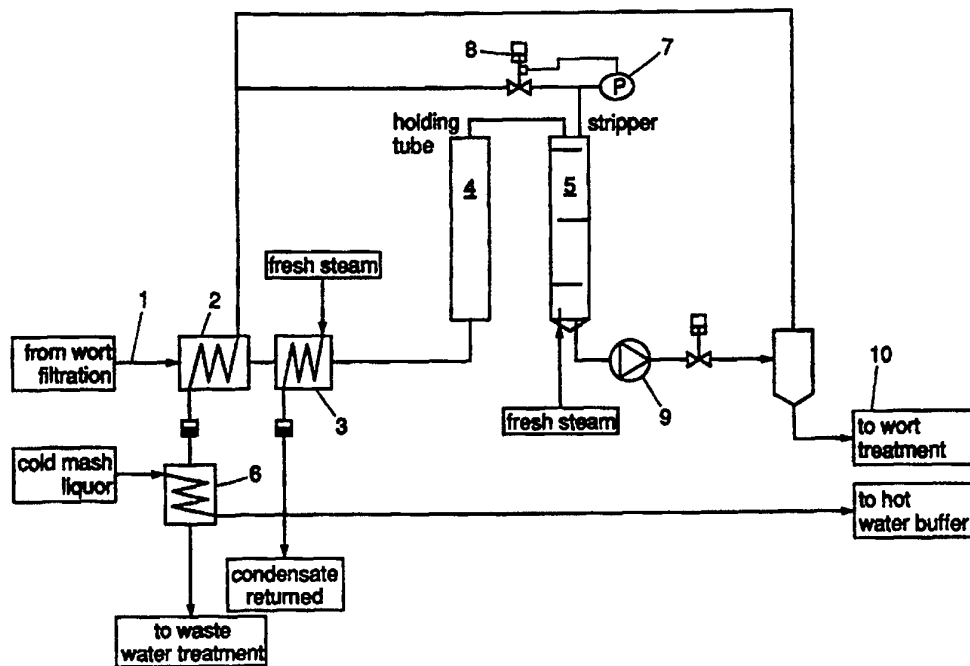 8
7
P
holding
tube
stripper
4
5
fresh steam
1
2
from wort
filtration
3
9
10
fresh steam
to wort
treatment
cold mash
liquor
6
to hot
water buffer
condensate
returned
to waste
water treatment